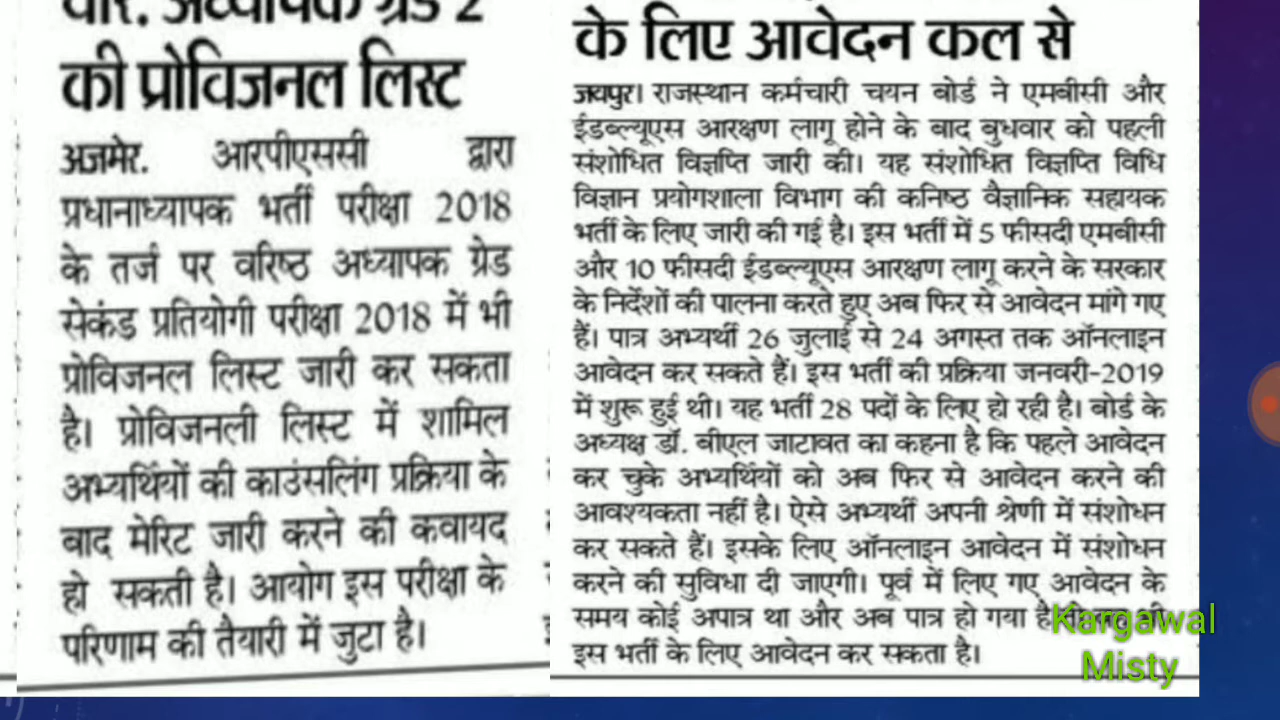 वरि. अध्यापक ग्रेड 2
की प्रोविजनल लिस्ट
अजमेर. आरपीएससी द्वारा
प्रधानाध्यापक भर्ती परीक्षा 2018
के तर्ज पर वरिष्ठ अध्यापक ग्रेड
सेकंड प्रतियोगी परीक्षा 2018 में भी
प्रोविजनल लिस्ट जारी कर सकता
है। प्रोविजनली लिस्ट में शामिल
अभ्यर्थियों की काउंसलिंग प्रक्रिया के
बाद मेरिट जारी करने की कवायद
हो सकती है। आयोग इस परीक्षा के
परिणाम की तैयारी में जुटा है।
के लिए आवेदन कल से
जयपुर। राजस्थान कर्मचारी चयन बोर्ड ने एमबीसी और
ईडब्ल्यूएस आरक्षण लागू होने के बाद बुधवार को पहली
संशोधित विज्ञप्ति जारी की। यह संशोधित विज्ञप्ति विधि
विज्ञान प्रयोगशाला विभाग की कनिष्ठ वैज्ञानिक सहायक
भर्ती के लिए जारी की गई है। इस भर्ती में 5 फीसदी एमबीसी
और 10 फीसदी ईडब्ल्यूएस आरक्षण लागू करने के सरकार
के निर्देशों की पालना करते हुए अब फिर से आवेदन मांगे गए
हैं। पात्र अभ्यर्थी 26 जुलाई से 24 अगस्त तक ऑनलाइन
आवेदन कर सकते हैं। इस भर्ती की प्रक्रिया जनवरी-2019
में शुरू हुई थी। यह भर्ती 28 पदों के लिए हो रही है। बोर्ड के
अध्यक्ष डॉ. बीएल जाटावत का कहना है कि पहले आवेदन
कर चुके अभ्यर्थियों को अब फिर से आवेदन करने की
आवश्यकता नहीं है। ऐसे अभ्यर्थी अपनी श्रेणी में संशोधन
कर सकते हैं। इसके लिए ऑनलाइन आवेदन में संशोधन
करने की सुविधा दी जाएगी। पूर्व में लिए गए आवेदन के
समय कोई अपात्र था और अब पात्र हो गया है
इस भर्ती के लिए आवेदन कर सकता है।
Kargawal
Misty